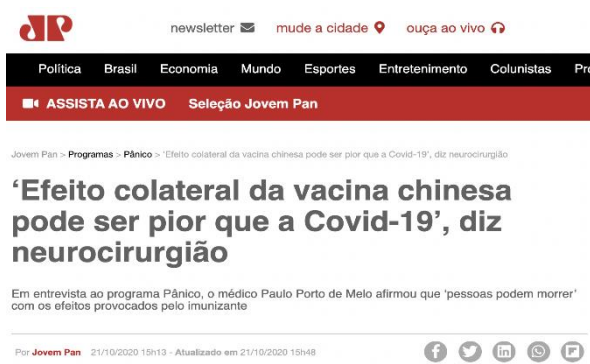 JP
newsletter mude a cidade ouça ao vivo
Política Brasil Economia Mundo Esportes Entretenimento Colunistas Pro
ASSISTA AO VIVO Seleção Jovem Pan
Jovem Pan > Programas > Pânico > 'Efeito colateral da vacina chinesa pode ser pior que a Covid-19', diz neurocirurgião
'Efeito colateral da vacina chinesa
pode ser pior que a Covid-19', diz
neurocirurgião
Em entrevista ao programa Pânico, o médico Paulo Porto de Melo afirmou que 'pessoas podem morrer'
com os efeitos provocados pelo imunizante
Por Jovem Pan 21/10/2020 15h13 - Atualizado em 21/10/2020 15h48